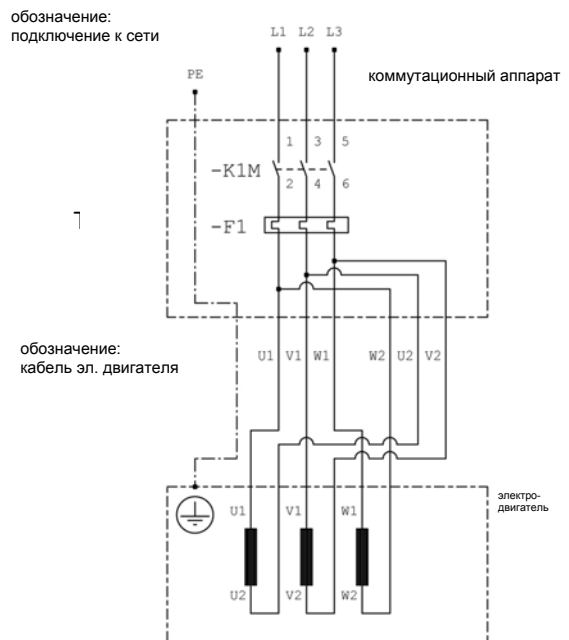 обозначение:
подключение к сети
L1 L2 L3
PE
коммутационный аппарат
1 3 5
-K1M
2 4 6
-F1
обозначение:
кабель эл. двигателя
U1 V1 W1 W2 U2 V2
электро-
двигатель
U1 V1 W1
U2 V2 W2